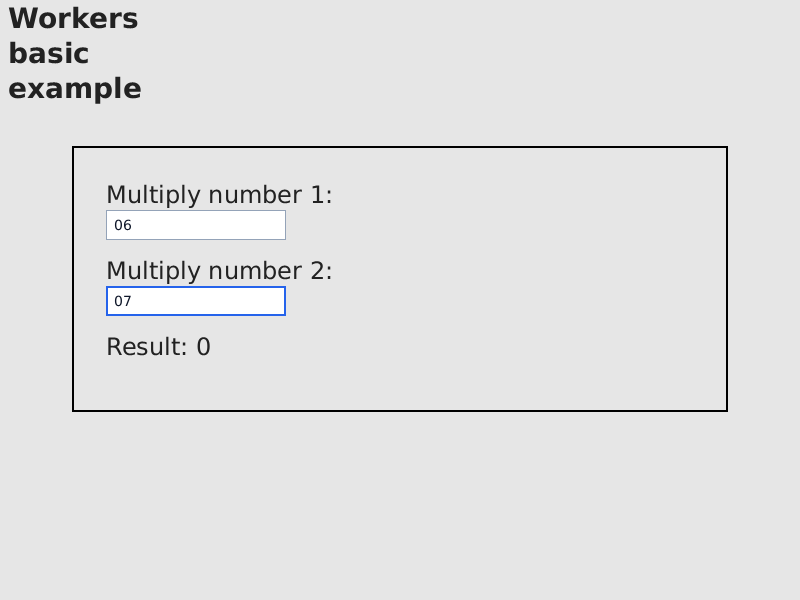 Workers
basic
example
Multiply number 1:
06
Multiply number 2:
07
Result: 0